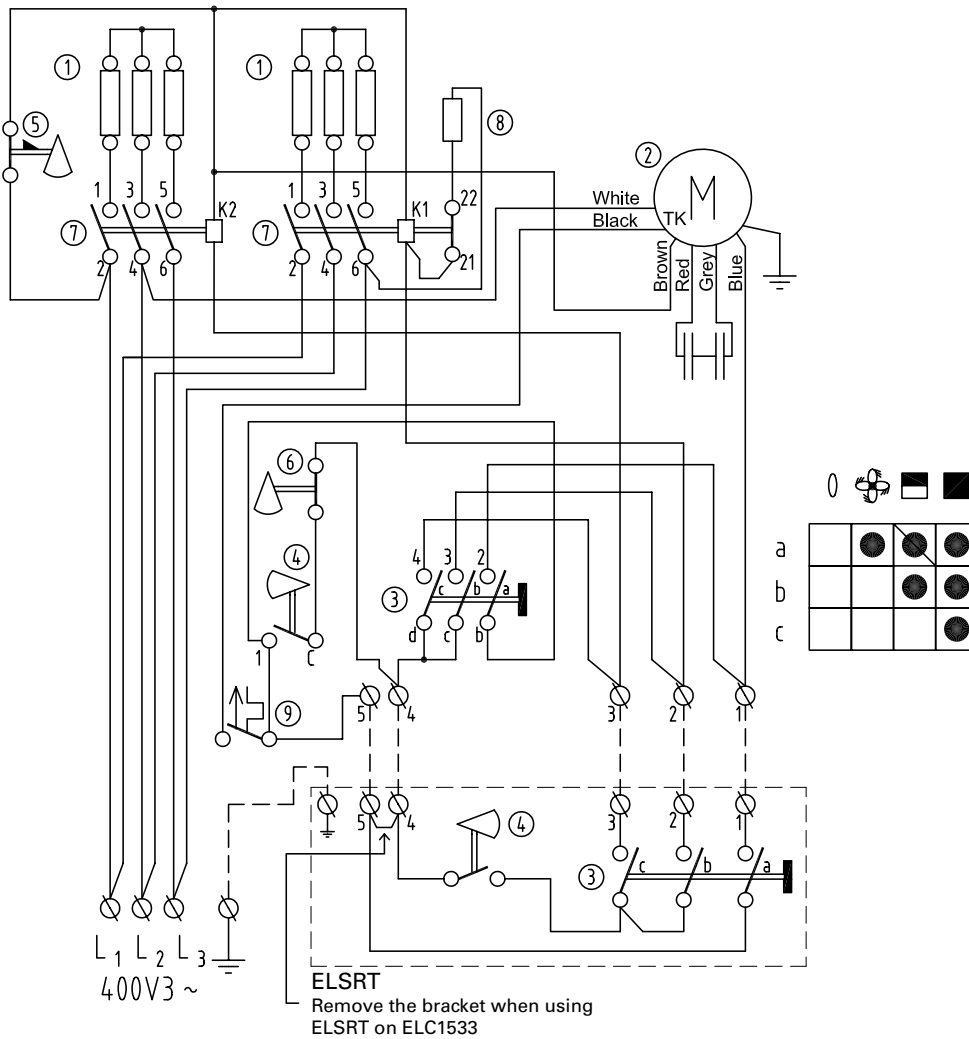 1
1
5
8
2
White
Black
TK
M
Brown
Red
Grey
Blue
1 3 5
K2
7
2 4 6
1 3 5
K1
22
7
2 4 6
21
6
4
1 C
9
4 3 2
c b a
3
d c b
a
b
c
5 4 3 2 1
5 4 3 2 1
4
3
c b a
L1 L2 L3
400V3~
ELSRT
Remove the bracket when using
ELSRT on ELC1533